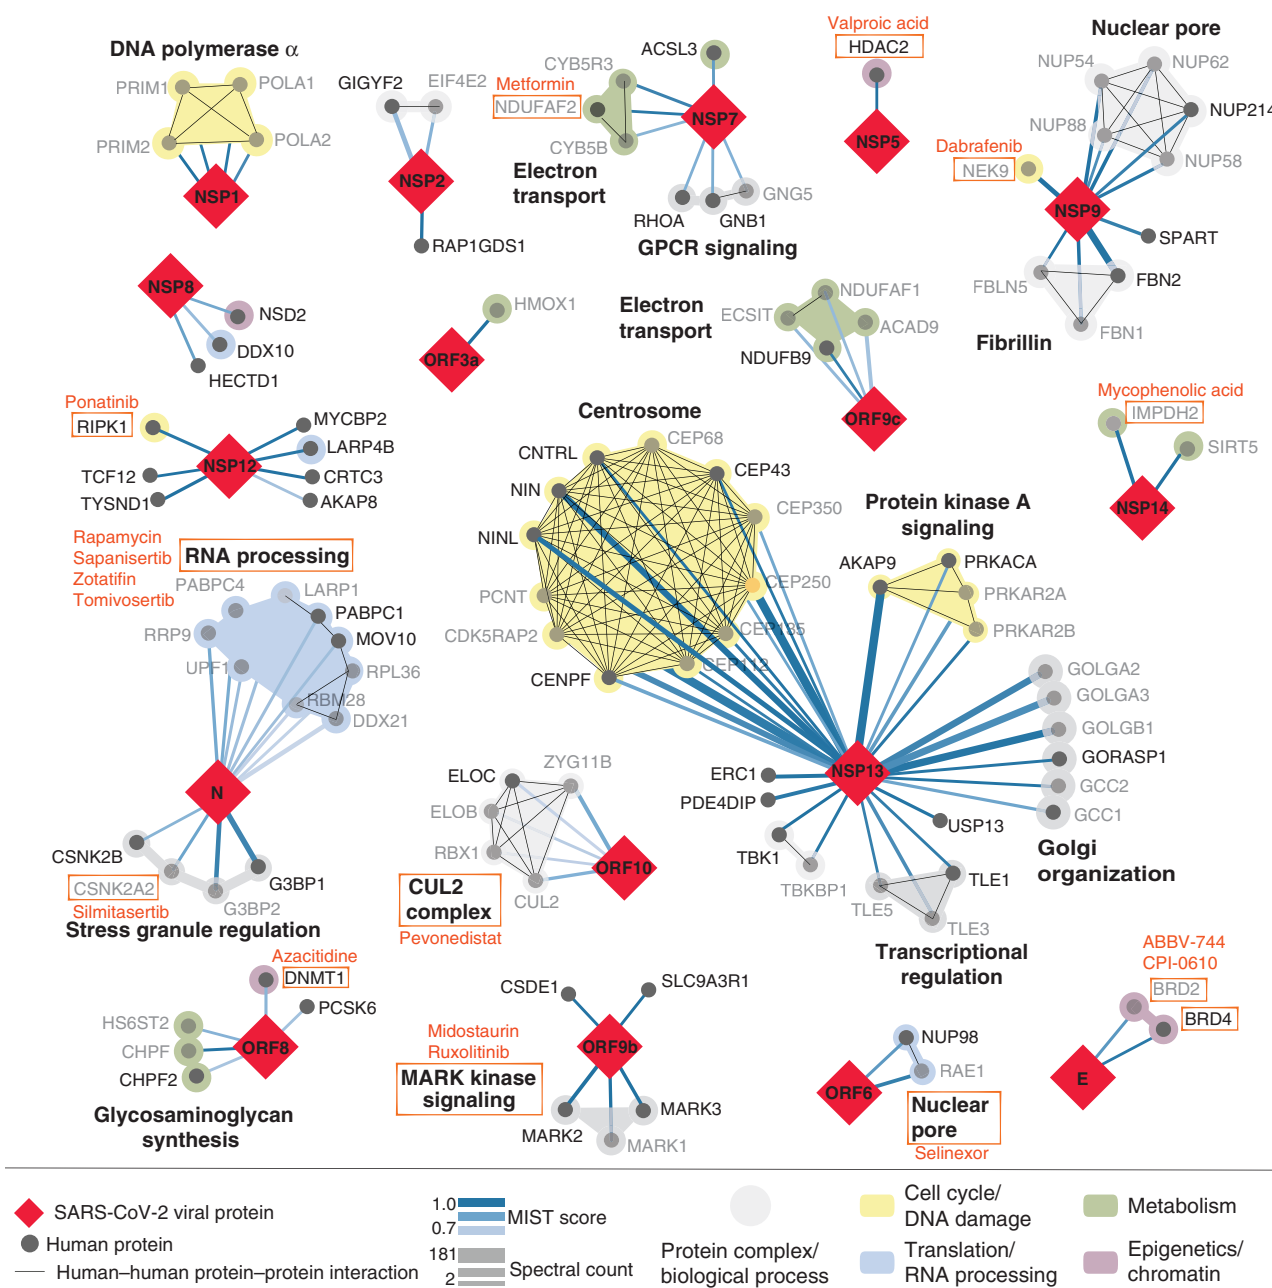 DNA polymerase α
PRIM1
POLA1
PRIM2
POLA2
NSP1
GIGYF2
EIF4E2
NSP2
RAP1GDS1
ACSL3
CYB5R3
Metformin
NDUFAF2
CYB5B
NSP7
Electron
transport
RHOA
GNB1
GNG5
GPCR signaling
Valproic acid
HDAC2
NSP5
Nuclear pore
NUP54
NUP62
NUP214
NUP88
NUP58
Dabrafenib
NEK9
NSP9
SPART
FBLN5
FBN2
FBN1
Fibrillin
NSP8
NSD2
DDX10
HECTD1
HMOX1
ORF3a
Electron
transport
NDUFAF1
ECSIT
ACAD9
NDUFB9
ORF9c
Mycophenolic acid
IMPDH2
SIRT5
NSP14
Ponatinib
RIPK1
MYCBP2
LARP4B
NSP12
TCF12
CRTC3
TYSND1
AKAP8
Centrosome
CEP68
CNTRL
CEP43
NIN
CEP350
NINL
CEP250
PCNT
CDK5RAP2
CEP135
CEP112
CENPF
Protein kinase A
signaling
AKAP9
PRKACA
PRKAR2A
PRKAR2B
Rapamycin
Sapanisertib
Zotatifin
Tomivosertib
RNA processing
PABPC4
LARP1
PABPC1
RRP9
MOV10
UPF1
RPL36
RBM28
DDX21
N
CSNK2B
CSNK2A2
Silmitasertib
G3BP1
G3BP2
Stress granule regulation
GOLGA2
GOLGA3
GOLGB1
GORASP1
GCC2
GCC1
Golgi
organization
NSP13
ERC1
PDE4DIP
TBK1
TBKBP1
USP13
TLE1
TLE5
TLE3
Transcriptional
regulation
ELOC
ZYG11B
ELOB
RBX1
CUL2
ORF10
CUL2
complex
Pevonedistat
Azacitidine
DNMT1
PCSK6
HS6ST2
CHPF
ORF8
CHPF2
Glycosaminoglycan
synthesis
CSDE1
SLC9A3R1
Midostaurin
Ruxolitinib
ORF9b
MARK kinase
signaling
MARK3
MARK2
MARK1
NUP98
RAE1
ORF6
Nuclear
pore
Selinexor
ABBV-744
CPI-0610
BRD2
BRD4
E
SARS-CoV-2 viral protein
Human protein
Human–human protein–protein interaction
1.0
0.7
MIST score
181
2
Spectral count
Protein complex/
biological process
Cell cycle/
DNA damage
Translation/
RNA processing
Metabolism
Epigenetics/
chromatin